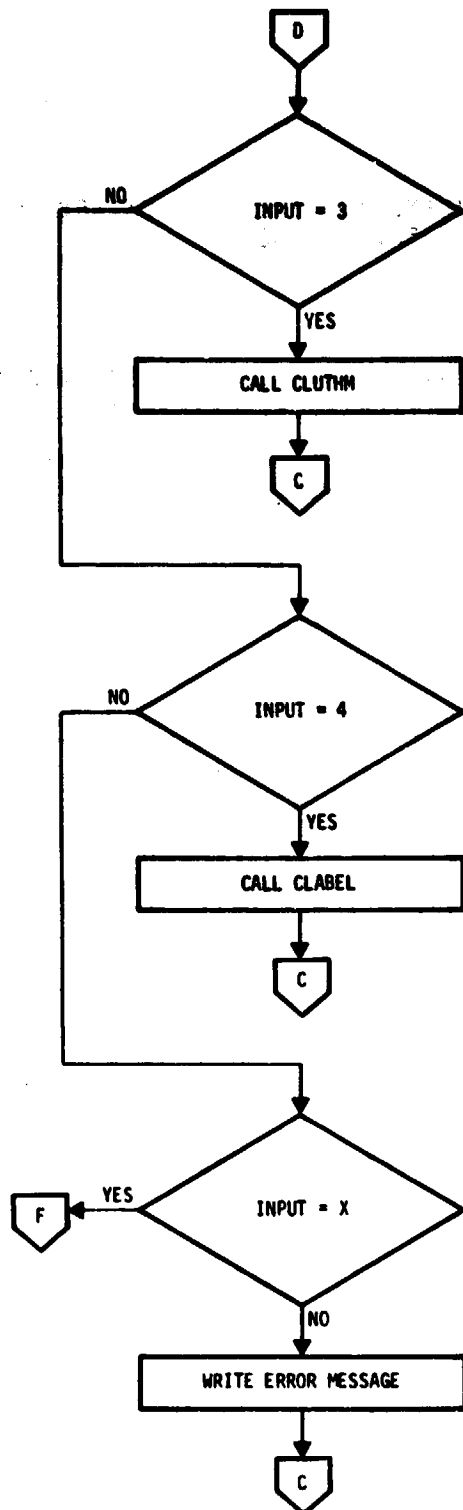 D
INPUT = 3
NO
YES
CALL CLUTHM
C
INPUT = 4
NO
YES
CALL CLABEL
C
INPUT = X
YES
F
NO
WRITE ERROR MESSAGE
C